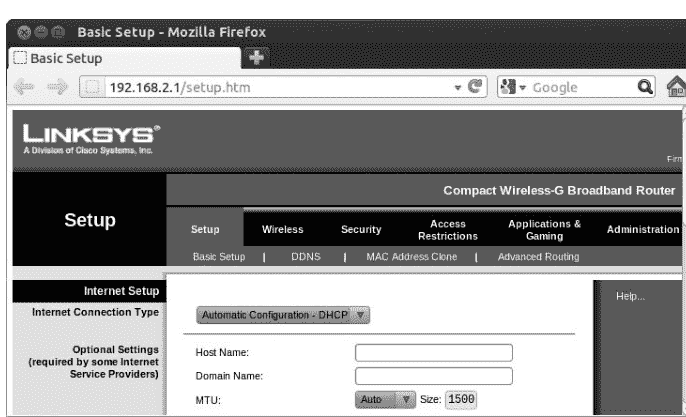 Basic Setup - Mozilla Firefox
Basic Setup
192.168.2.1/setup.htm
Google
LINKSYS®
A Division of Cisco Systems, Inc.
Firm
Compact Wireless-G Broadband Router
Setup
Setup Wireless Security Access Restrictions Applications & Gaming Administration
Basic Setup | DDNS | MAC Address Clone | Advanced Routing
Internet Setup
Help...
Internet Connection Type
Automatic Configuration - DHCP
Optional Settings
(required by some Internet
Service Providers)
Host Name:
Domain Name:
MTU:
Auto
Size: 1500